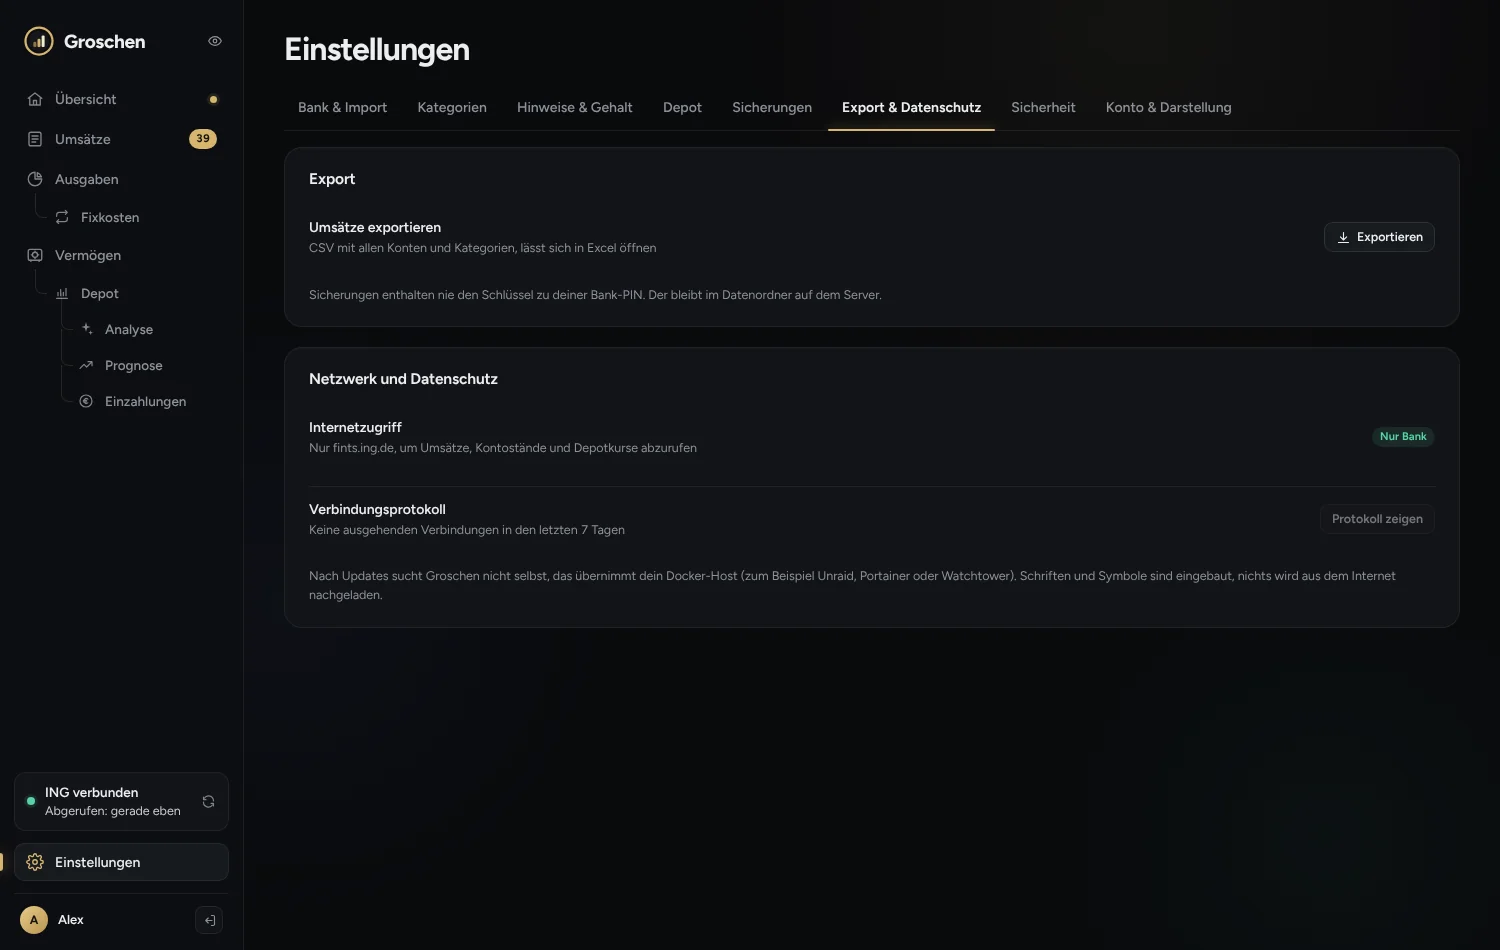 Groschen
Übersicht
Umsätze
39
Ausgaben
Fixkosten
Vermögen
Depot
Analyse
Prognose
Einzahlungen
ING verbunden
Abgerufen: gerade eben
Einstellungen
A
Alex
Einstellungen
Bank & Import
Kategorien
Hinweise & Gehalt
Depot
Sicherungen
Export & Datenschutz
Sicherheit
Konto & Darstellung
Export
Umsätze exportieren
CSV mit allen Konten und Kategorien, lässt sich in Excel öffnen
Exportieren
Sicherungen enthalten nie den Schlüssel zu deiner Bank-PIN. Der bleibt im Datenordner auf dem Server.
Netzwerk und Datenschutz
Internetzugriff
Nur fints.ing.de, um Umsätze, Kontostände und Depotkurse abzurufen
Nur Bank
Verbindungsprotokoll
Keine ausgehenden Verbindungen in den letzten 7 Tagen
Protokoll zeigen
Nach Updates sucht Groschen nicht selbst, das übernimmt dein Docker-Host (zum Beispiel Unraid, Portainer oder Watchtower). Schriften und Symbole sind eingebaut, nichts wird aus dem Internet
nachgeladen.